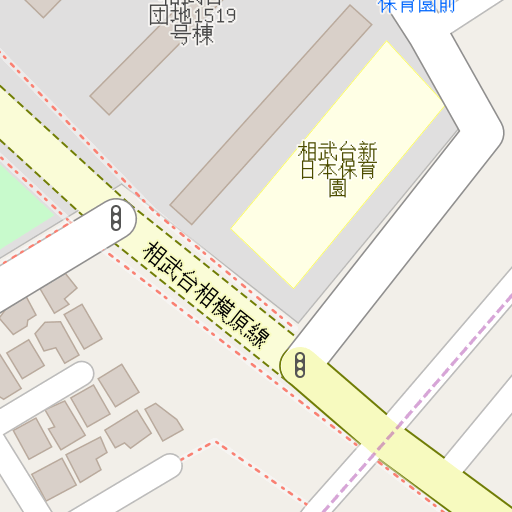 保育園前
団地1519
号棟
相武台新
日本保育
園
相武台相模原線